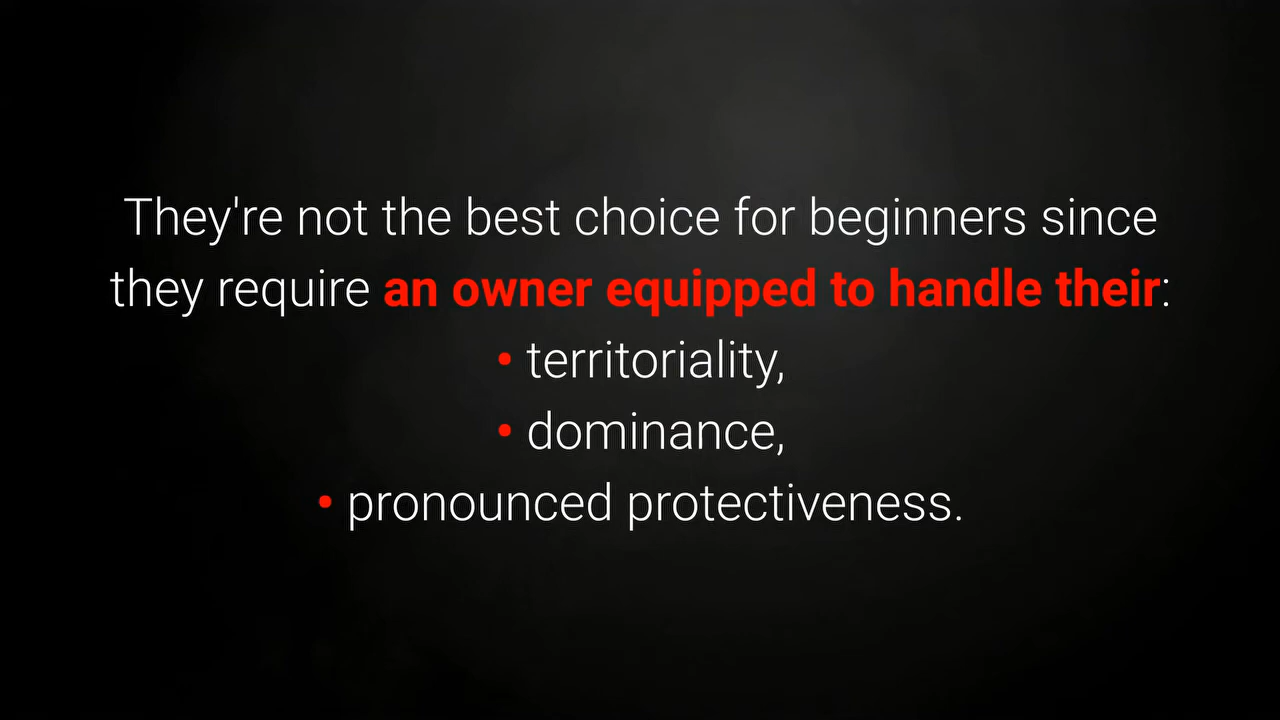 They're not the best choice for beginners since
they require an owner equipped to handle their:
• territoriality,
• dominance,
• pronounced protectiveness.